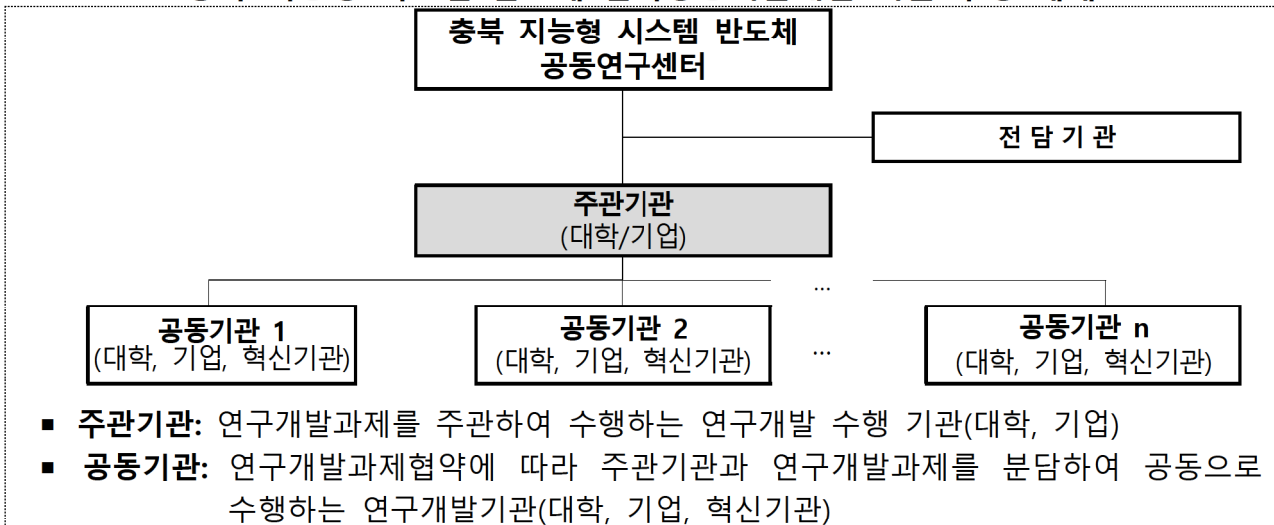 충북 지능형 시스템 반도체
공동연구센터
전 담 기 관
주관기관
(대학/기업)
...
공동기관 1
(대학, 기업, 혁신기관)
공동기관 2
(대학, 기업, 혁신기관)
...
공동기관 n
(대학, 기업, 혁신기관)
▪ 주관기관: 연구개발과제를 주관하여 수행하는 연구개발 수행 기관(대학, 기업)
▪ 공동기관: 연구개발과제협약에 따라 주관기관과 연구개발과제를 분담하여 공동으로
수행하는 연구개발기관(대학, 기업, 혁신기관)